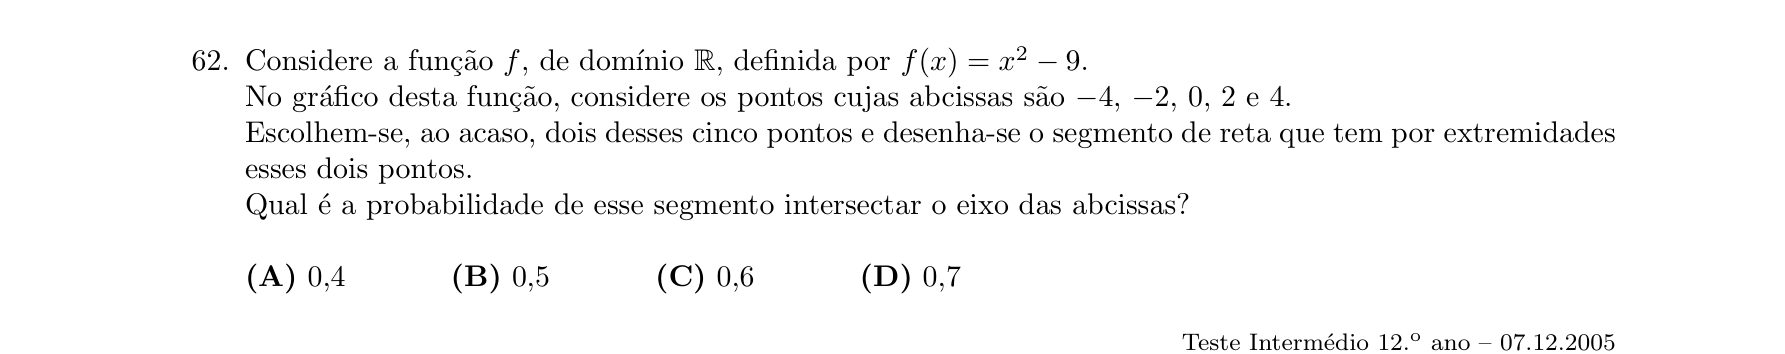 62. Considere a função f, de domínio ℝ, definida por f(x) = x² − 9.
No gráfico desta função, considere os pontos cujas abcissas são −4, −2, 0, 2 e 4.
Escolhem-se, ao acaso, dois desses cinco pontos e desenha-se o segmento de reta que tem por extremidades
esses dois pontos.
Qual é a probabilidade de esse segmento intersectar o eixo das abcissas?
(A) 0,4 (B) 0,5 (C) 0,6 (D) 0,7
Teste Intermédio 12.º ano – 07.12.2005